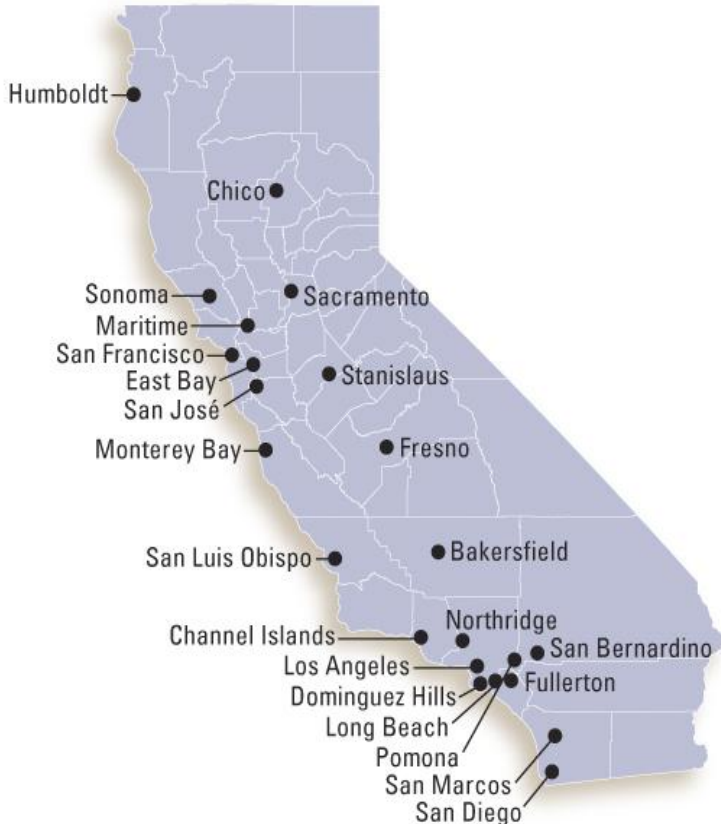 Humboldt
Chico
Sonoma
Sacramento
Maritime
San Francisco
East Bay
Stanislaus
San José
Monterey Bay
Fresno
San Luis Obispo
Bakersfield
Channel Islands
Northridge
San Bernardino
Los Angeles
Dominguez Hills
Fullerton
Long Beach
Pomona
San Marcos
San Diego